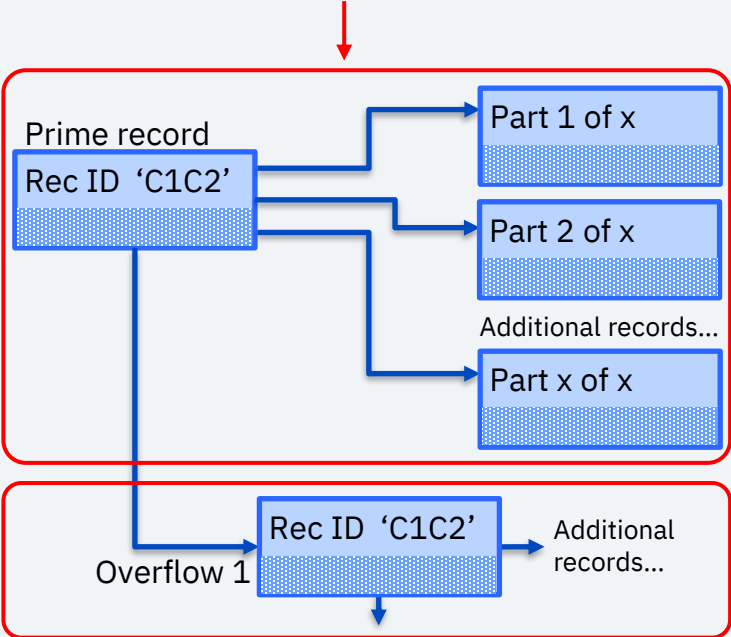 Prime record
Rec ID ‘C1C2’
Part 1 of x
Part 2 of x
Additional records...
Part x of x
Overflow 1
Rec ID ‘C1C2’
Additional
records...